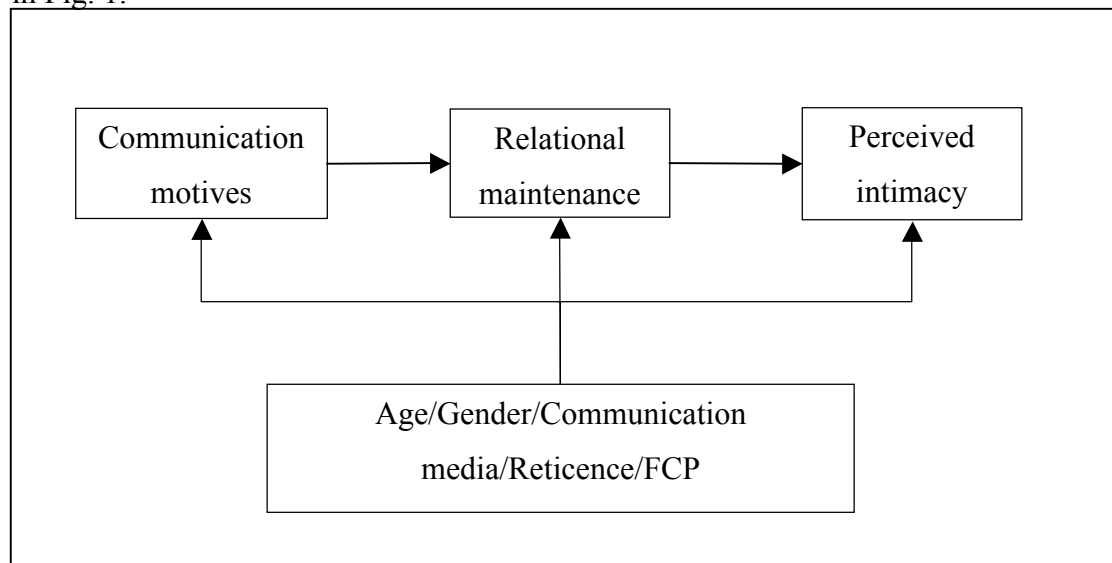 in Fig. 1.
Communication
motives
Relational
maintenance
Perceived
intimacy
Age/Gender/Communication
media/Reticence/FCP